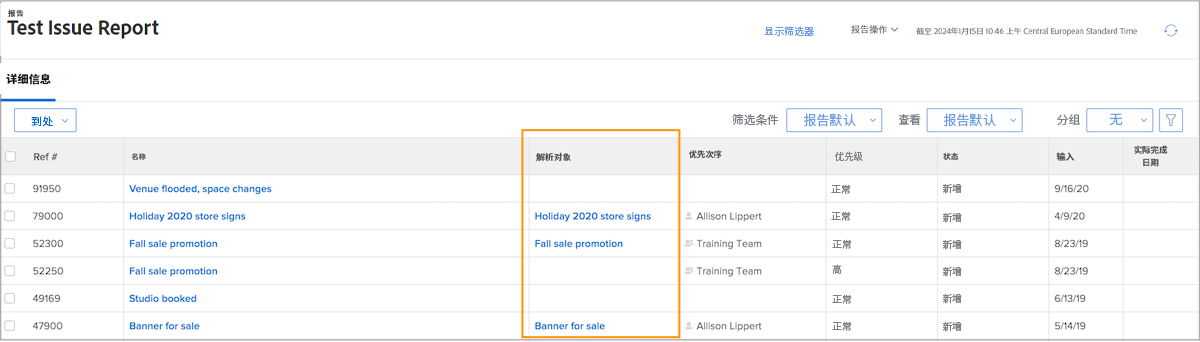 报告
Test Issue Report
显示筛选器 报告操作 截至 2024年1月15日 10:46 上午 Central European Standard Time
详细信息
到处 筛选条件 报告默认 查看 报告默认 分组 无
Ref # 名称 解析对象 优先次序 优先级 状态 输入 实际完成
日期
91950 Venue flooded, space changes 正常 新增 9/16/20
79000 Holiday 2020 store signs Holiday 2020 store signs Allison Lippert 正常 新增 4/9/20
52300 Fall sale promotion Fall sale promotion Training Team 正常 新增 8/23/19
52250 Fall sale promotion Training Team 高 新增 8/23/19
49169 Studio booked 正常 新增 6/13/19
47900 Banner for sale Banner for sale Allison Lippert 正常 新增 5/14/19